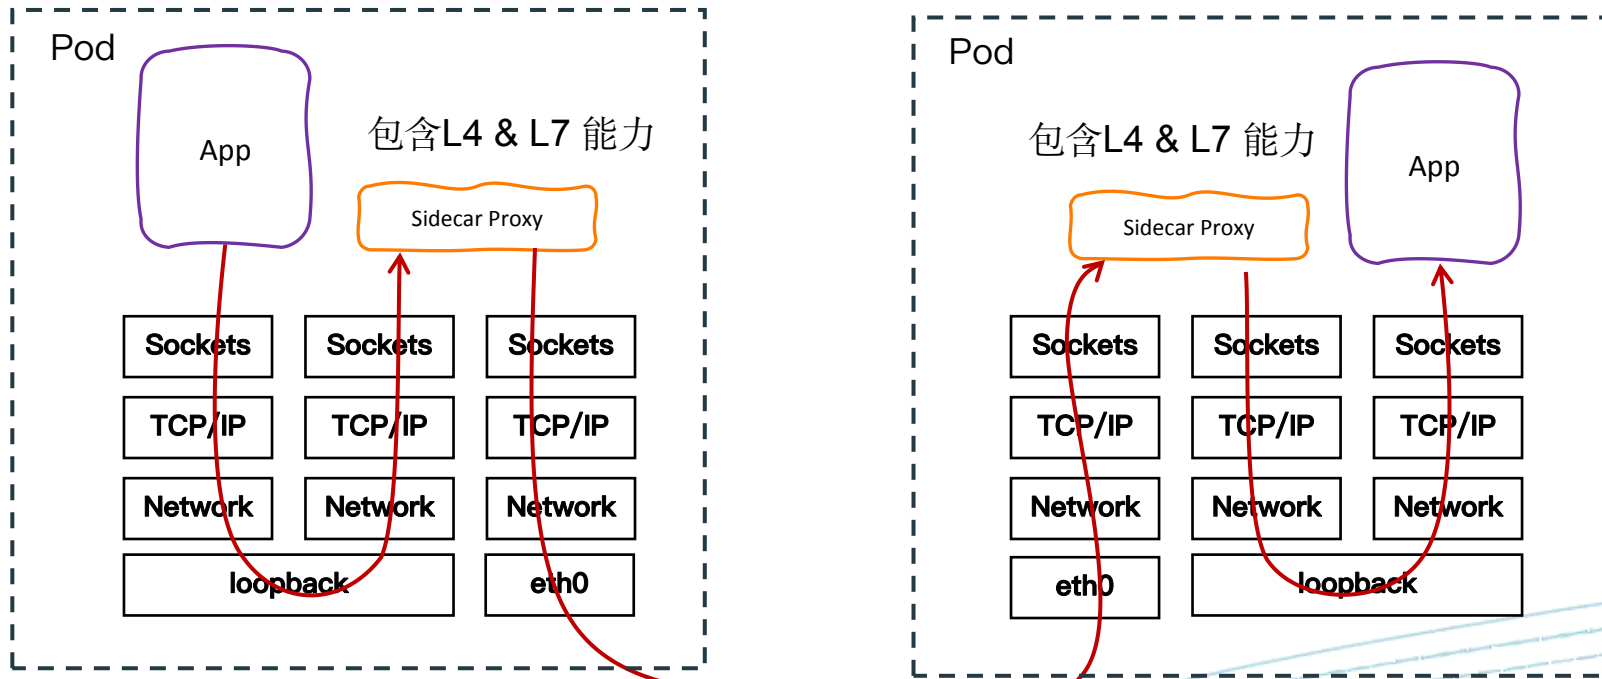 Pod
App
包含L4 & L7 能力
Sidecar Proxy
Sockets
Sockets
Sockets
TCP/IP
TCP/IP
TCP/IP
Network
Network
Network
loopback
eth0
Pod
包含L4 & L7 能力
App
Sidecar Proxy
Sockets
Sockets
Sockets
TCP/IP
TCP/IP
TCP/IP
Network
Network
Network
eth0
loopback